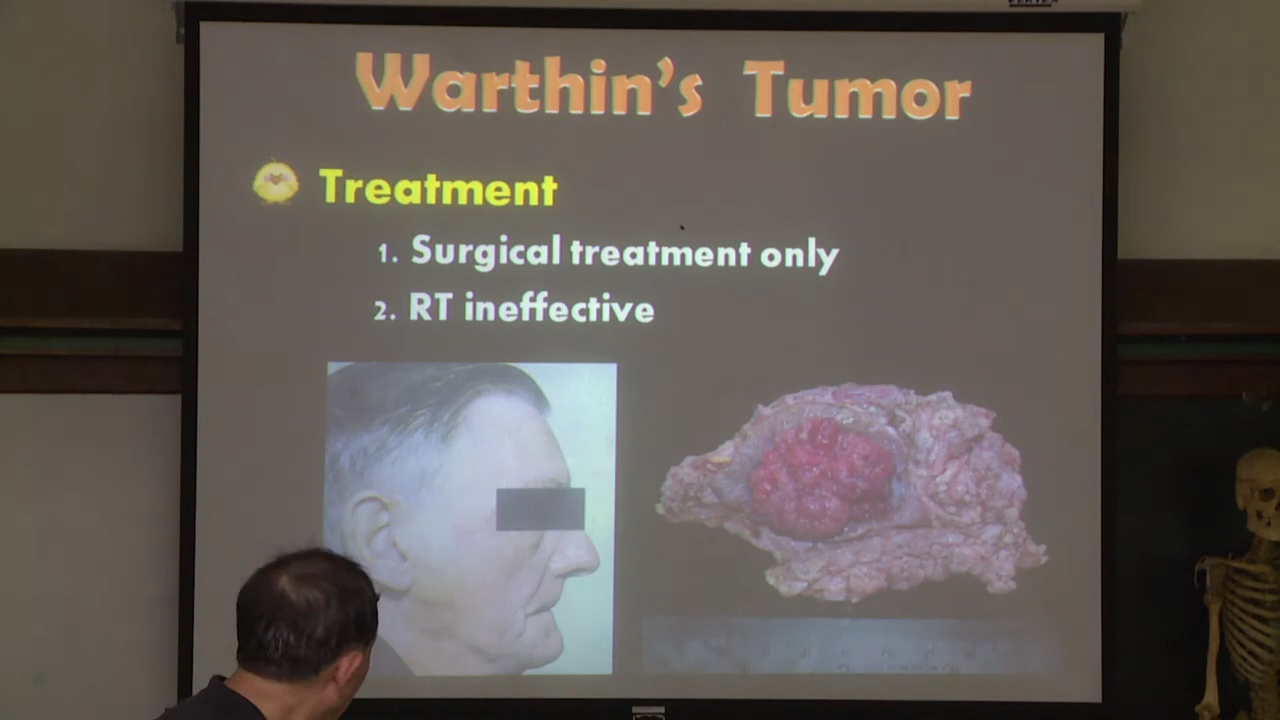 Warthin's Tumor
Treatment
1. Surgical treatment only
2. RT ineffective